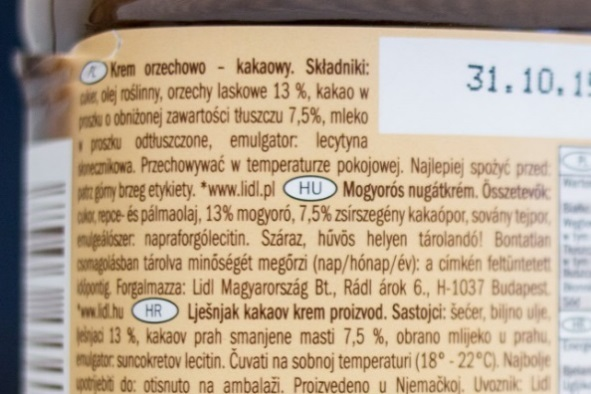 PL Krem orzechowo - kakaowy. Składniki:
cukier, olej roślinny, orzechy laskowe 13 %, kakao w
proszku o obniżonej zawartości tłuszczu 7,5%, mleko
w proszku odtłuszczone, emulgator: lecytyna
słonecznikowa. Przechowywać w temperaturze pokojowej. Najlepiej spożyć przed:
patrz górny brzeg etykiety. *www.lidl.pl HU Mogyorós nugátkrém. Összetevők:
cukor, repce- és pálmaolaj, 13% mogyoró, 7,5% zsírszegény kakaópor, sovány tejpor,
emulgeálószer: napraforgólecitin. Száraz, hűvös helyen tárolandó! Bontatlan
csomagolásban tárolva minőségét megőrzi (nap/hónap/év): a címkén feltüntetett
időpontig. Forgalmazza: Lidl Magyarország Bt., Rádl árok 6., H-1037 Budapest.
*www.lidl.hu HR Lješnjak kakaov krem proizvod. Sastojci: šećer, biljno ulje,
lješnjaci 13 %, kakaov prah smanjene masti 7,5 %, obrano mlijeko u prahu,
emulgator: suncokretov lecitin. Čuvati na sobnoj temperaturi (18° - 22°C). Najbolje
upotrijebiti do: otisnuto na ambalaži. Proizvedeno u Njemačkoj. Uvoznik: Lidl
31.10.15